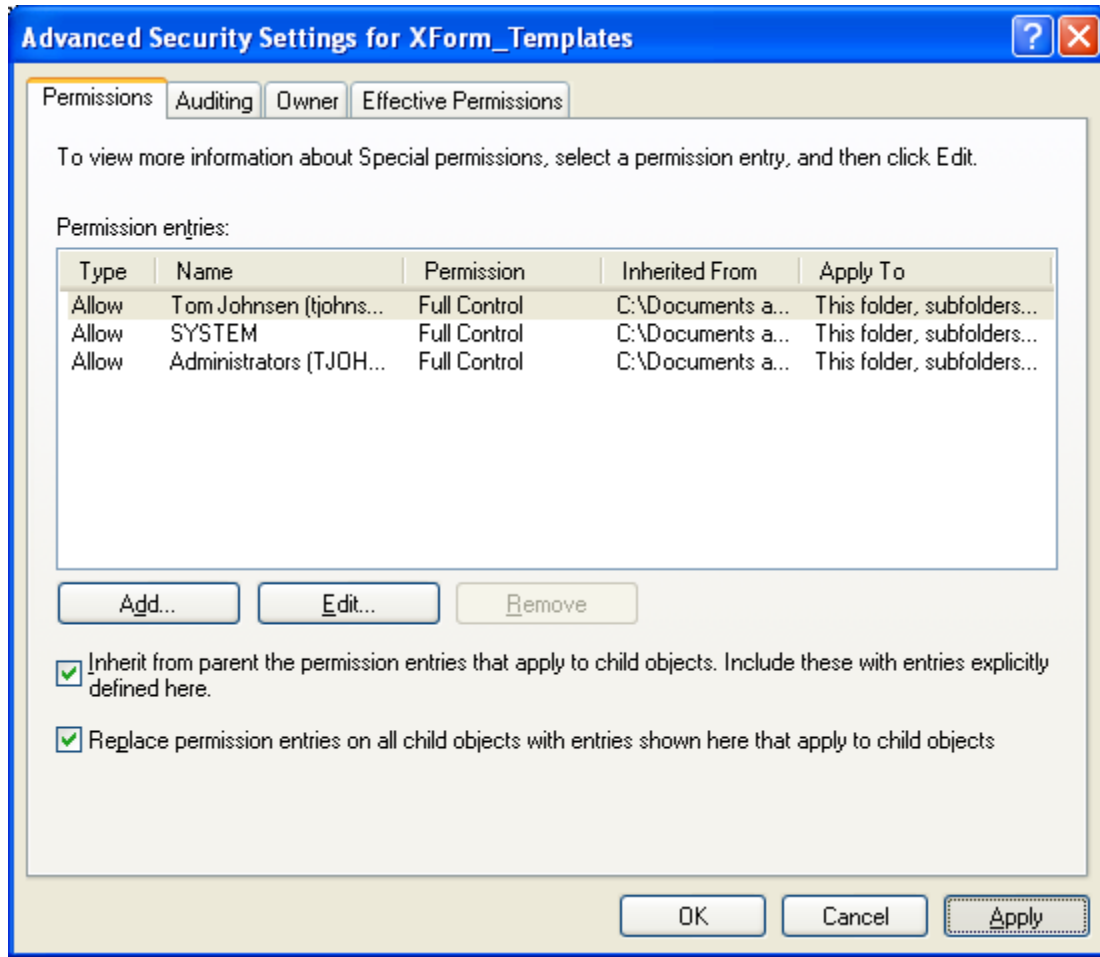 Advanced Security Settings for XForm_Templates
Permissions Auditing Owner Effective Permissions
To view more information about Special permissions, select a permission entry, and then click Edit.
Permission entries:
Type Name Permission Inherited From Apply To
Allow Tom Johnsen (tjohns... Full Control C:\Documents a... This folder, subfolders...
Allow SYSTEM Full Control C:\Documents a... This folder, subfolders...
Allow Administrators (TJOH... Full Control C:\Documents a... This folder, subfolders...
Add... Edit... Remove
Inherit from parent the permission entries that apply to child objects. Include these with entries explicitly
defined here.
Replace permission entries on all child objects with entries shown here that apply to child objects
OK Cancel Apply